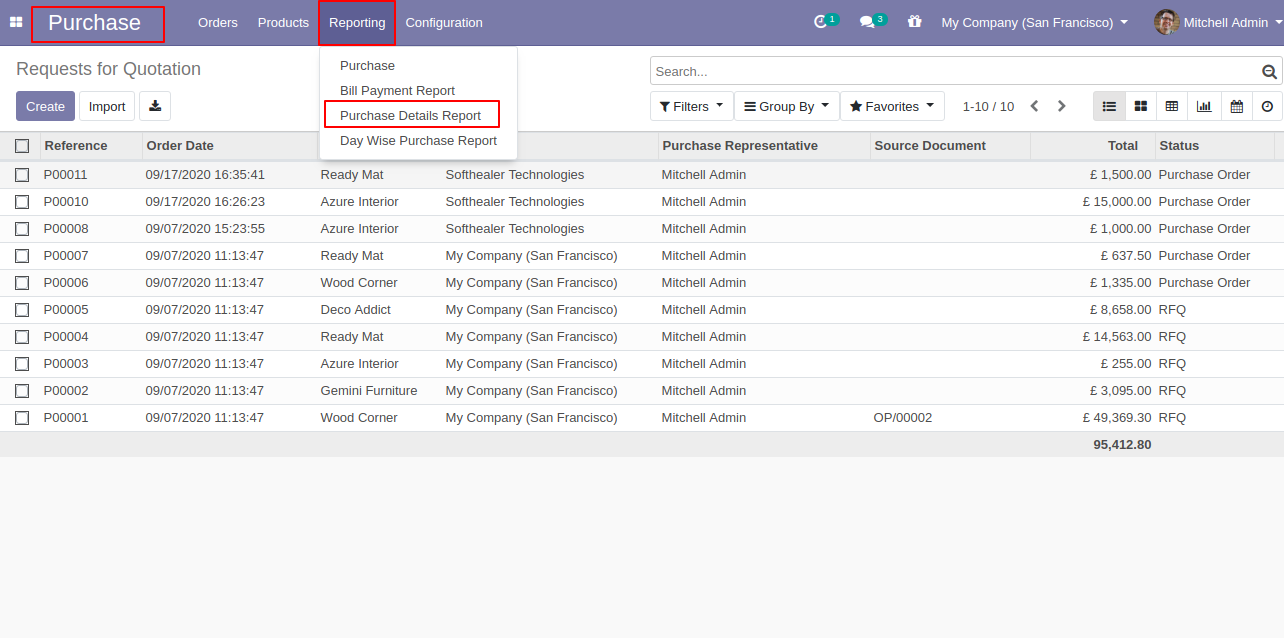 Purchase Orders Products Reporting Configuration 1 3 My Company (San Francisco) Mitchell Admin
Requests for Quotation
Search...
Create Import
Filters Group By Favorites 1-10 / 10
Purchase
Bill Payment Report
Purchase Details Report
Day Wise Purchase Report
Reference Order Date Purchase Representative Source Document Total Status
P00011 09/17/2020 16:35:41 Ready Mat Softhealer Technologies Mitchell Admin £ 1,500.00 Purchase Order
P00010 09/17/2020 16:26:23 Azure Interior Softhealer Technologies Mitchell Admin £ 15,000.00 Purchase Order
P00008 09/07/2020 15:23:55 Azure Interior Softhealer Technologies Mitchell Admin £ 1,000.00 Purchase Order
P00007 09/07/2020 11:13:47 Ready Mat My Company (San Francisco) Mitchell Admin £ 637.50 Purchase Order
P00006 09/07/2020 11:13:47 Wood Corner My Company (San Francisco) Mitchell Admin £ 1,335.00 Purchase Order
P00005 09/07/2020 11:13:47 Deco Addict My Company (San Francisco) Mitchell Admin £ 8,658.00 RFQ
P00004 09/07/2020 11:13:47 Ready Mat My Company (San Francisco) Mitchell Admin £ 14,563.00 RFQ
P00003 09/07/2020 11:13:47 Azure Interior My Company (San Francisco) Mitchell Admin £ 255.00 RFQ
P00002 09/07/2020 11:13:47 Gemini Furniture My Company (San Francisco) Mitchell Admin £ 3,095.00 RFQ
P00001 09/07/2020 11:13:47 Wood Corner My Company (San Francisco) Mitchell Admin OP/00002 £ 49,369.30 RFQ
95,412.80